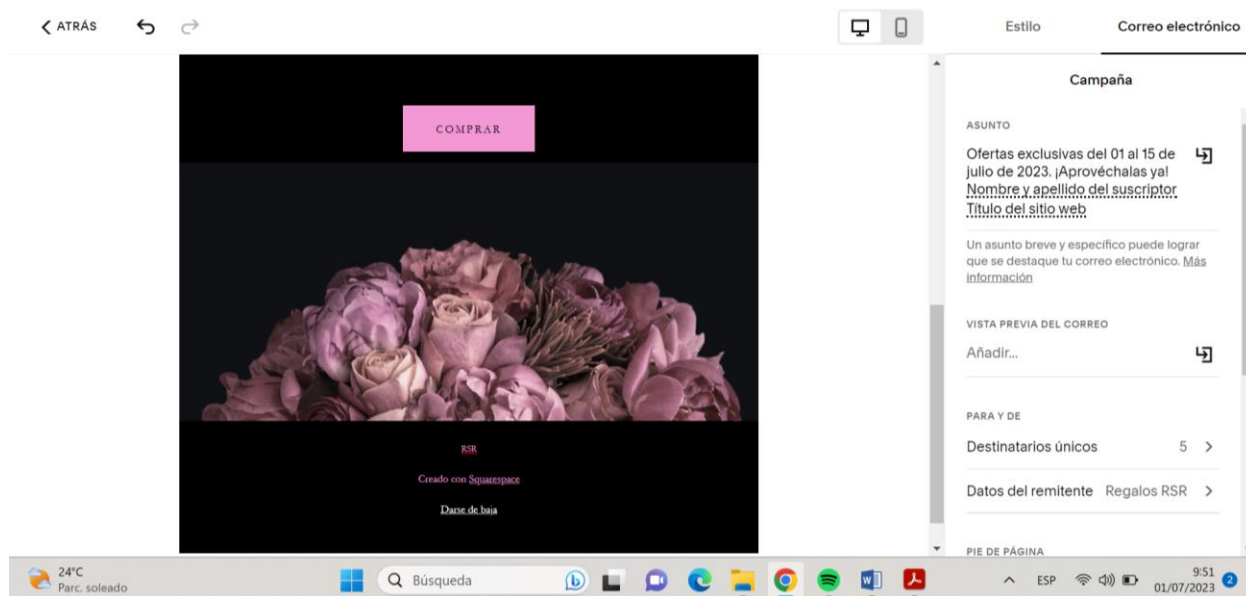 ATRÁS
Estilo
Correo electrónico
COMPRAR
RSR
Creado con Squarespace
Darse de baja
Campaña
ASUNTO
Ofertas exclusivas del 01 al 15 de
julio de 2023. ¡Aprovéchalas ya!
Nombre y apellido del suscriptor
Título del sitio web
Un asunto breve y específico puede lograr
que se destaque tu correo electrónico. Más
información
VISTA PREVIA DEL CORREO
Añadir...
PARA Y DE
Destinatarios únicos 5
Datos del remitente Regalos RSR
PIE DE PÁGINA
24°C
Parc. soleado
Búsqueda
ESP
9:51
01/07/2023
2